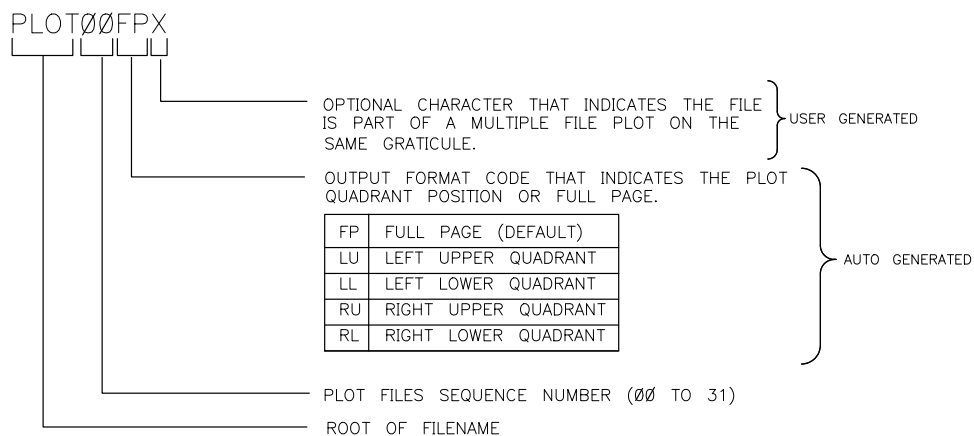 PLOTØØFPX
OPTIONAL CHARACTER THAT INDICATES THE FILE
IS PART OF A MULTIPLE FILE PLOT ON THE
SAME GRATICULE.
USER GENERATED
OUTPUT FORMAT CODE THAT INDICATES THE PLOT
QUADRANT POSITION OR FULL PAGE.
FP FULL PAGE (DEFAULT)
LU LEFT UPPER QUADRANT
LL LEFT LOWER QUADRANT
RU RIGHT UPPER QUADRANT
RL RIGHT LOWER QUADRANT
AUTO GENERATED
PLOT FILES SEQUENCE NUMBER (ØØ TO 31)
ROOT OF FILENAME